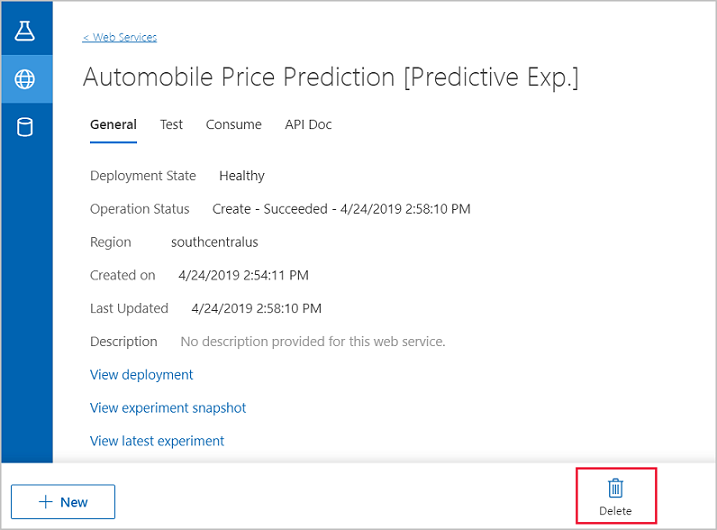 < Web Services
Automobile Price Prediction [Predictive Exp.]
General Test Consume API Doc
Deployment State Healthy
Operation Status Create - Succeeded - 4/24/2019 2:58:10 PM
Region southcentralus
Created on 4/24/2019 2:54:11 PM
Last Updated 4/24/2019 2:58:10 PM
Description No description provided for this web service.
View deployment
View experiment snapshot
View latest experiment
+ New
Delete